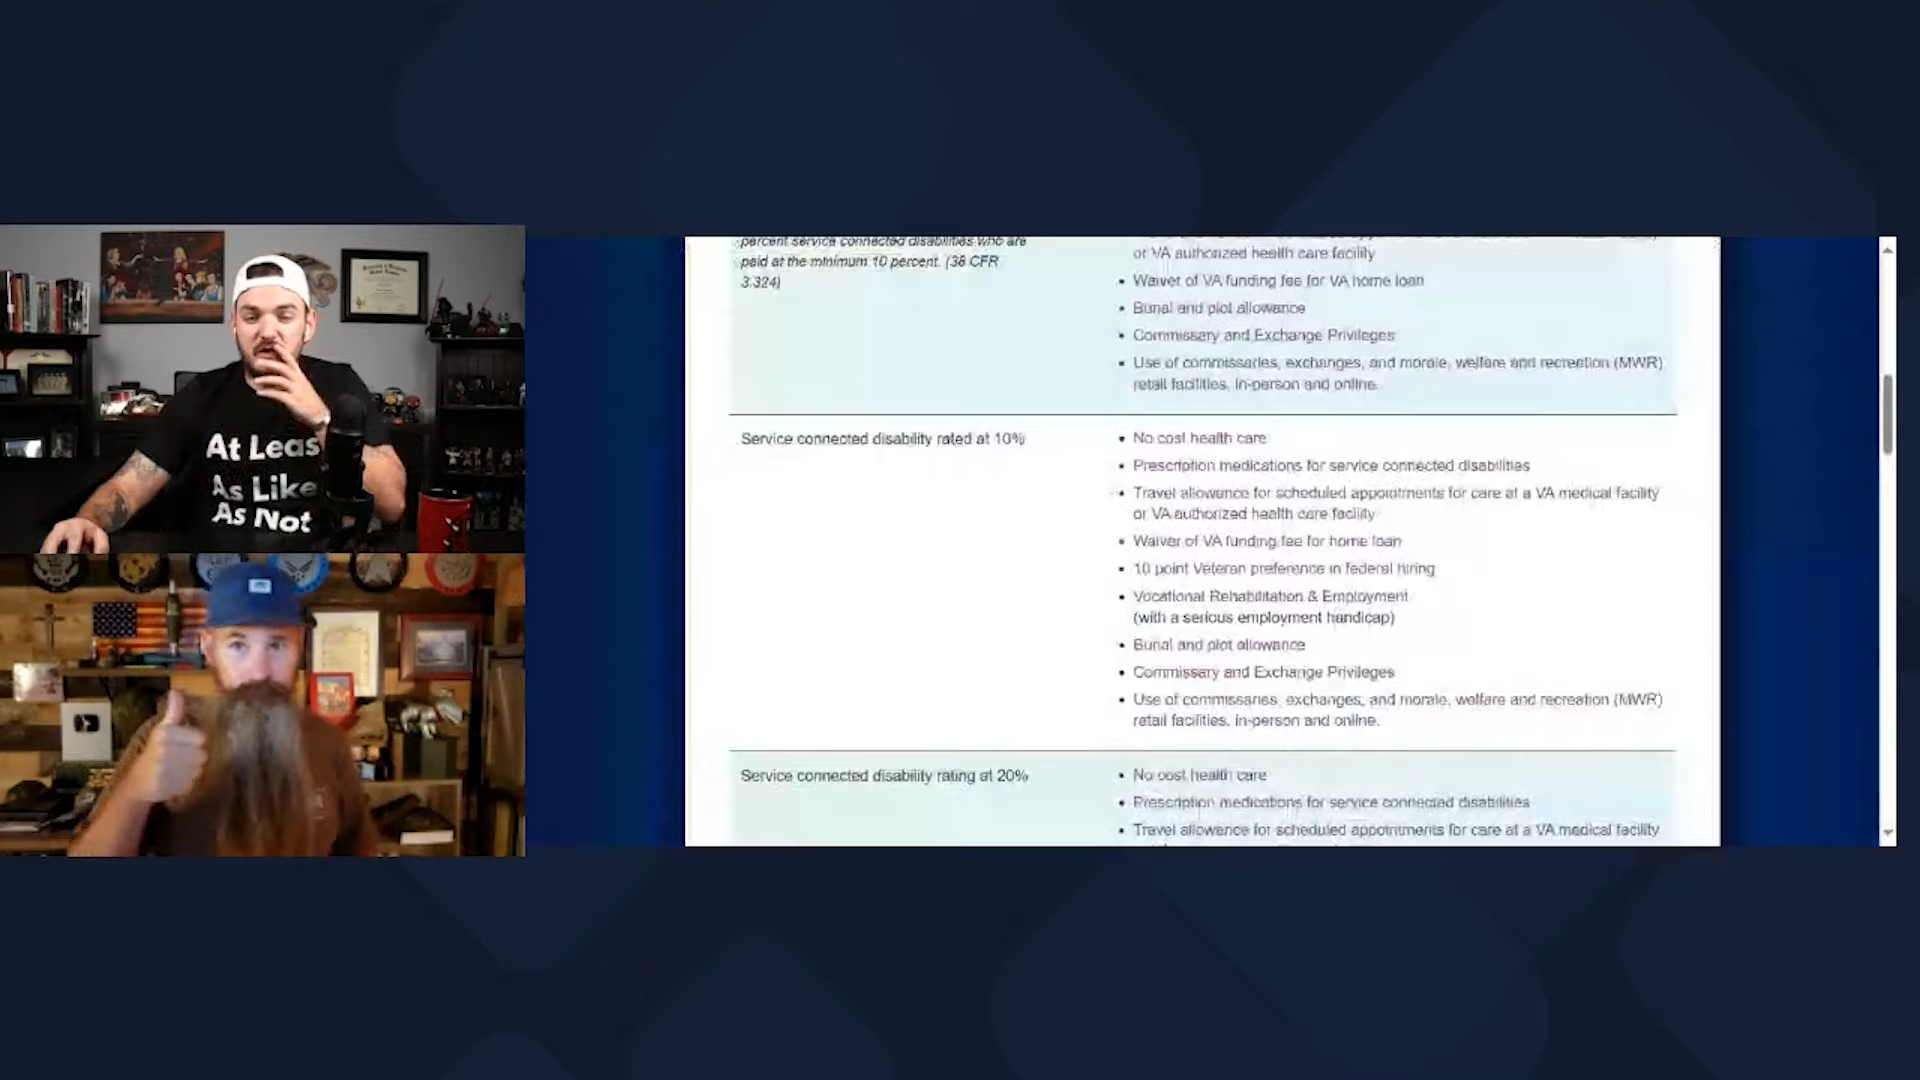 At Leas
As Like
As Not
percent service connected disabilities who are
paid at the minimum 10 percent. (38 CFR
3.324)
or VA authorized health care facility
• Waiver of VA funding fee for VA home loan
• Burial and plot allowance
• Commissary and Exchange Privileges
• Use of commissaries, exchanges, and morale, welfare and recreation (MWR)
retail facilities, in-person and online.
Service connected disability rated at 10%
• No cost health care
• Prescription medications for service connected disabilities
• Travel allowance for scheduled appointments for care at a VA medical facility
or VA authorized health care facility
• Waiver of VA funding fee for home loan
• 10 point Veteran preference in federal hiring
• Vocational Rehabilitation & Employment
(with a serious employment handicap)
• Burial and plot allowance
• Commissary and Exchange Privileges
• Use of commissaries, exchanges, and morale, welfare and recreation (MWR)
retail facilities, in-person and online.
Service connected disability rating at 20%
• No cost health care
• Prescription medications for service connected disabilities
• Travel allowance for scheduled appointments for care at a VA medical facility